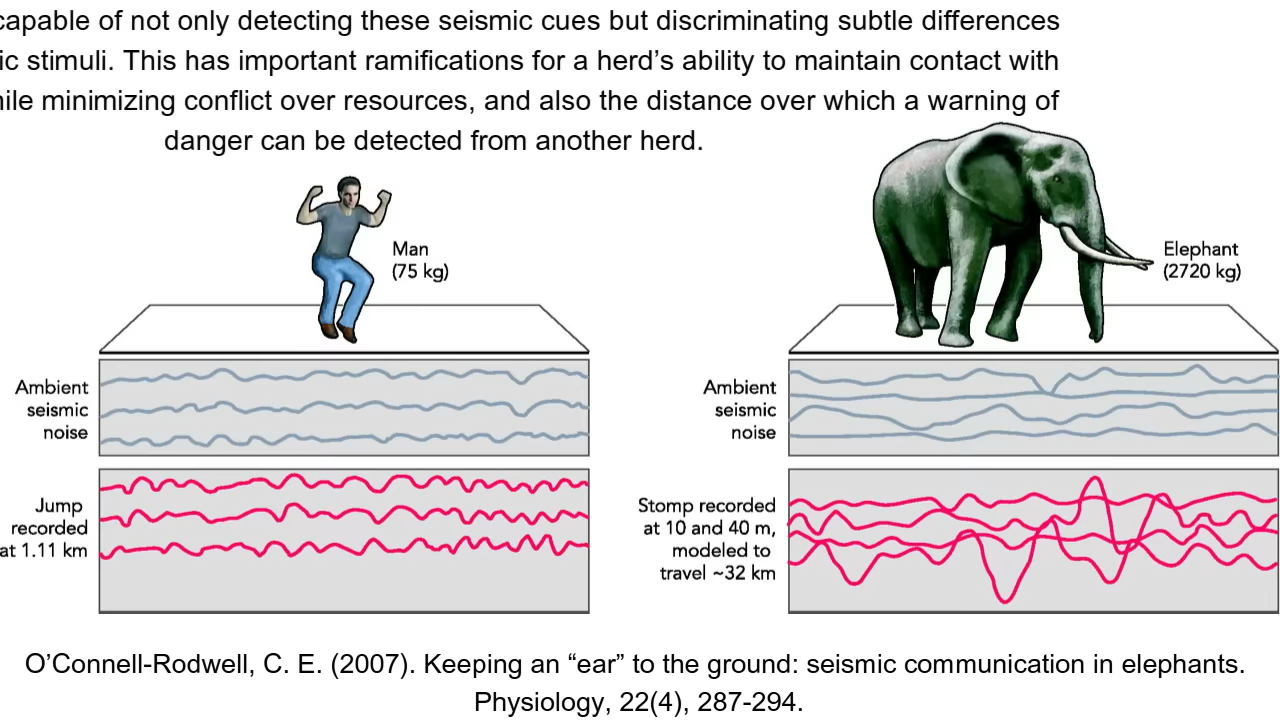 capable of not only detecting these seismic cues but discriminating subtle differences
ic stimuli. This has important ramifications for a herd’s ability to maintain contact with
ile minimizing conflict over resources, and also the distance over which a warning of
danger can be detected from another herd.
Man
(75 kg)
Elephant
(2720 kg)
Ambient
seismic
noise
Ambient
seismic
noise
Jump
recorded
at 1.11 km
Stomp recorded
at 10 and 40 m,
modeled to
travel ~32 km
O’Connell-Rodwell, C. E. (2007). Keeping an “ear” to the ground: seismic communication in elephants.
Physiology, 22(4), 287-294.